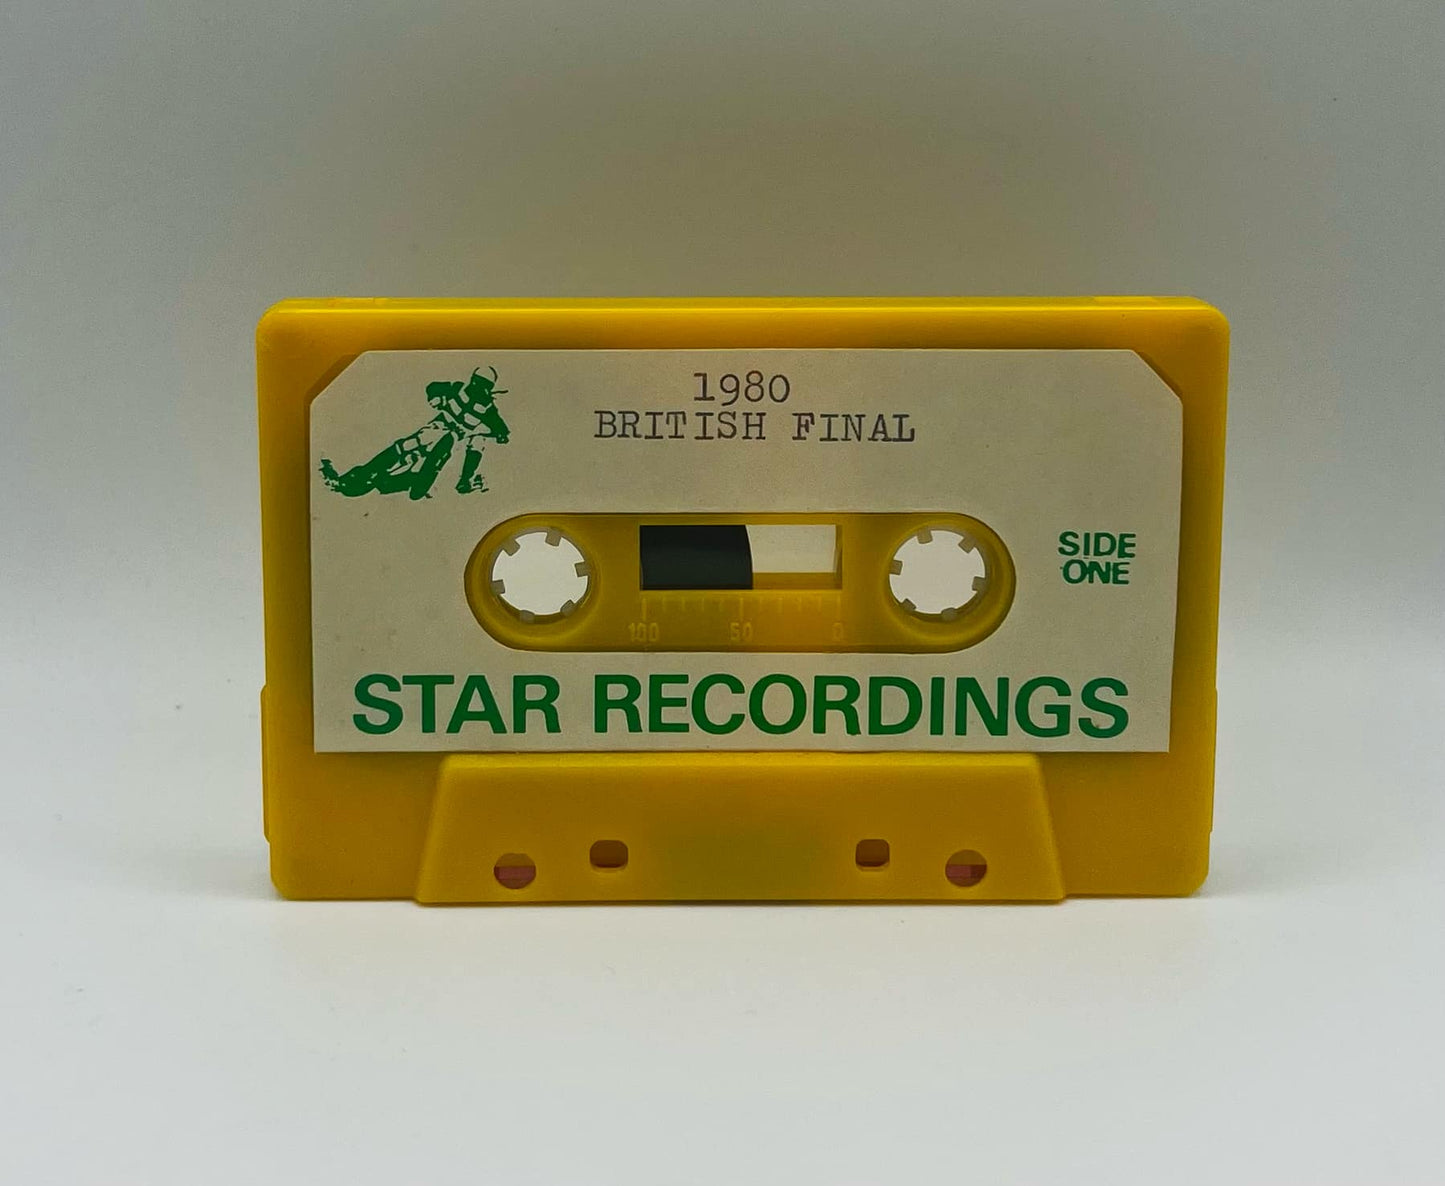 1980
BRITISH FINAL
SIDE
ONE
100 50 0
STAR RECORDINGS